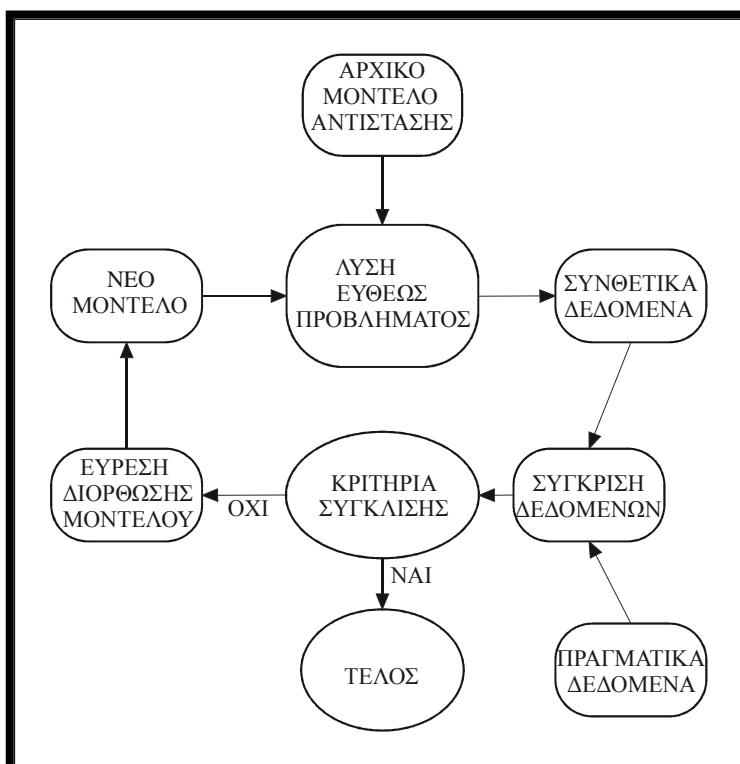 ΑΡΧΙΚΟ
ΜΟΝΤΕΛΟ
ΑΝΤΙΣΤΑΣΗΣ
ΝΕΟ
ΜΟΝΤΕΛΟ
ΛΥΣΗ
ΕΥΘΕΩΣ
ΠΡΟΒΛΗΜΑΤΟΣ
ΣΥΝΘΕΤΙΚΑ
ΔΕΔΟΜΕΝΑ
ΕΥΡΕΣΗ
ΔΙΟΡΘΩΣΗΣ
ΜΟΝΤΕΛΟΥ
ΟΧΙ
ΚΡΙΤΗΡΙΑ
ΣΥΓΚΛΙΣΗΣ
ΣΥΓΚΡΙΣΗ
ΔΕΔΟΜΕΝΩΝ
ΝΑΙ
ΤΕΛΟΣ
ΠΡΑΓΜΑΤΙΚΑ
ΔΕΔΟΜΕΝΑ